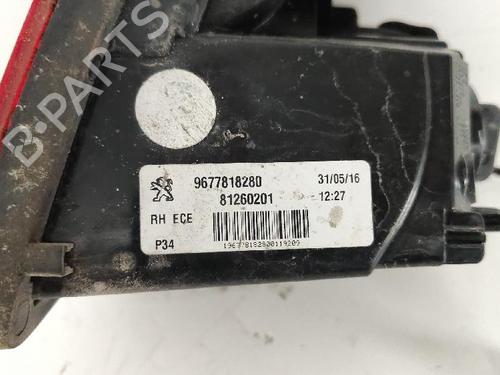 B-PARTS
9677818280 31/05/16
81260201 12:27
RH ECE
P34